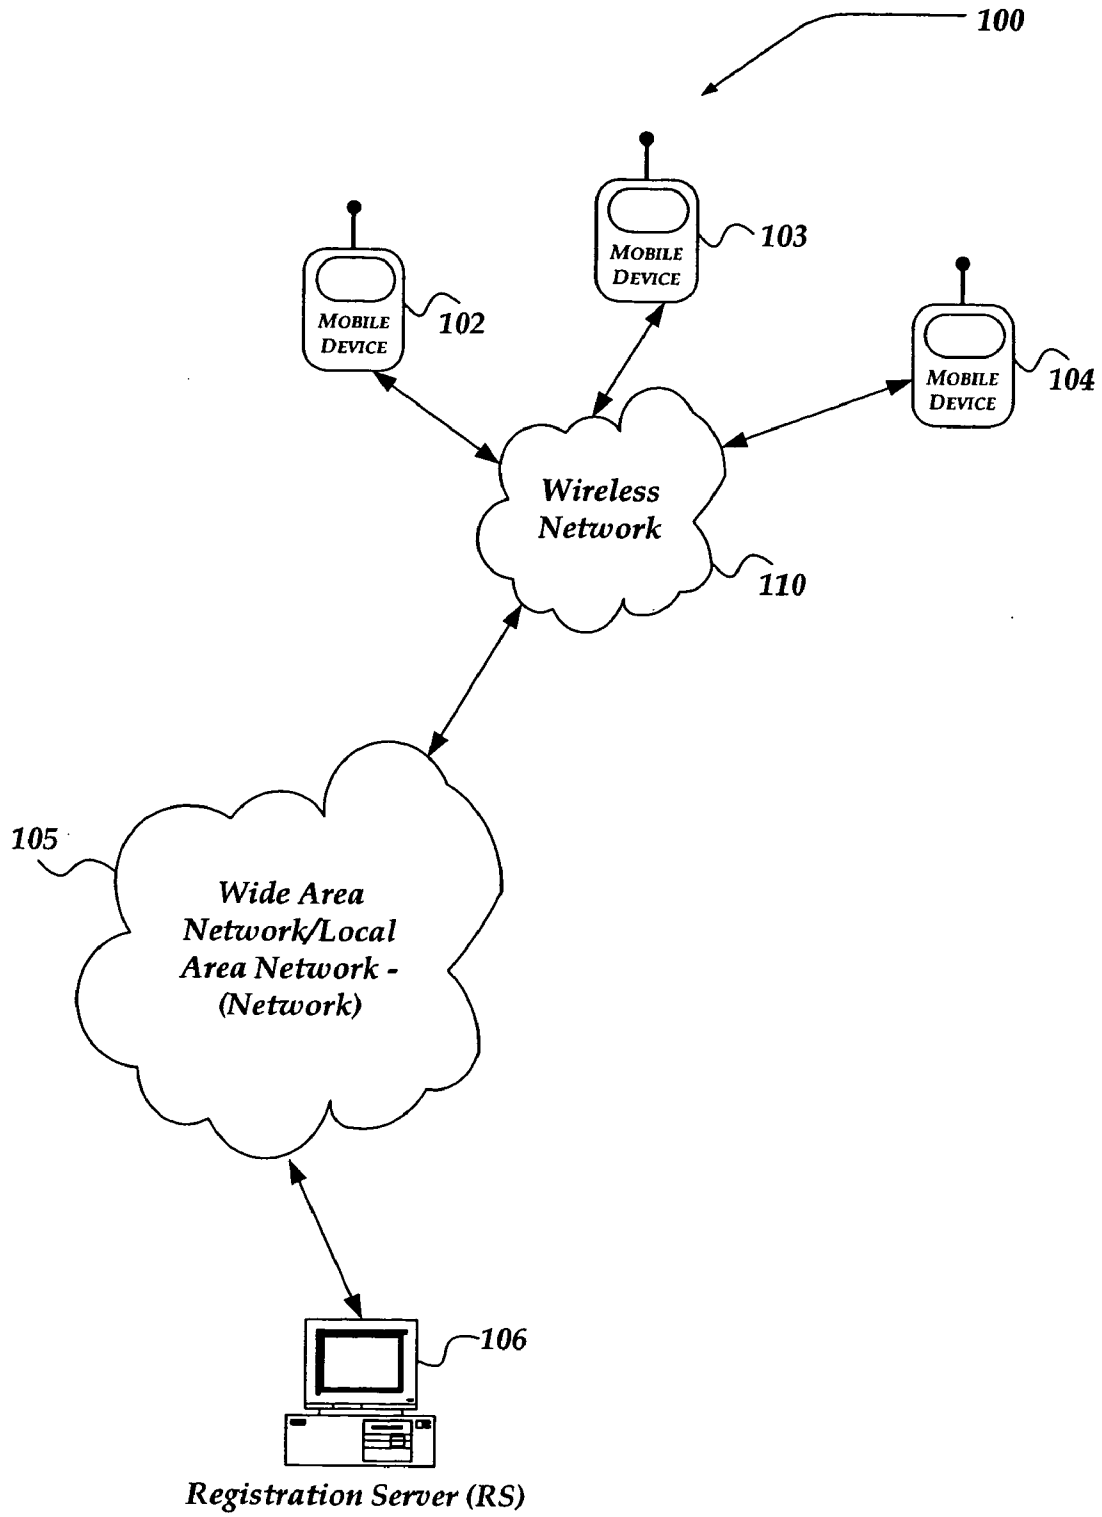 100
MOBILE
DEVICE
103
MOBILE
DEVICE
102
MOBILE
DEVICE
104
Wireless
Network
110
105
Wide Area
Network/Local
Area Network -
(Network)
106
Registration Server (RS)